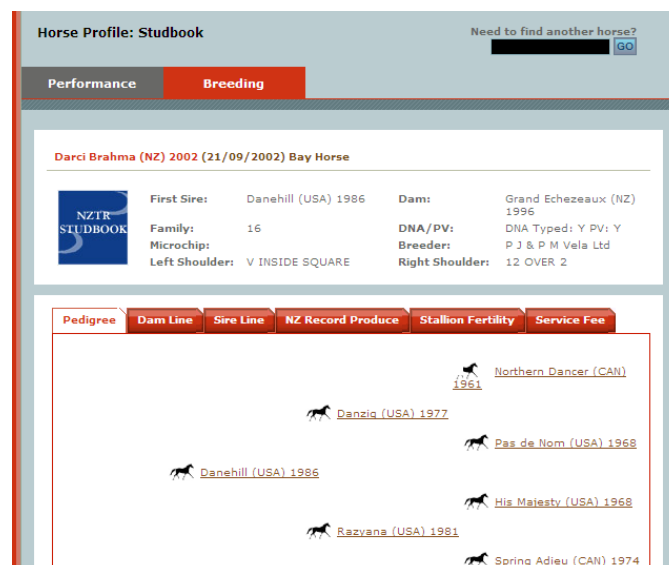 Horse Profile: Studbook
Need to find another horse?
GO
Performance
Breeding
Darci Brahma (NZ) 2002 (21/09/2002) Bay Horse
NZTR
STUDBOOK
First Sire: Danehill (USA) 1986 Dam: Grand Echezeaux (NZ)
1996
Family: 16 DNA/PV: DNA Typed: Y PV: Y
Microchip: Breeder: P J & P M Vela Ltd
Left Shoulder: V INSIDE SQUARE Right Shoulder: 12 OVER 2
Pedigree Dam Line Sire Line NZ Record Produce Stallion Fertility Service Fee
Northern Dancer (CAN)
1961
Danzig (USA) 1977
Pas de Nom (USA) 1968
Danehill (USA) 1986
His Majesty (USA) 1968
Razyana (USA) 1981
Spring Adieu (CAN) 1974